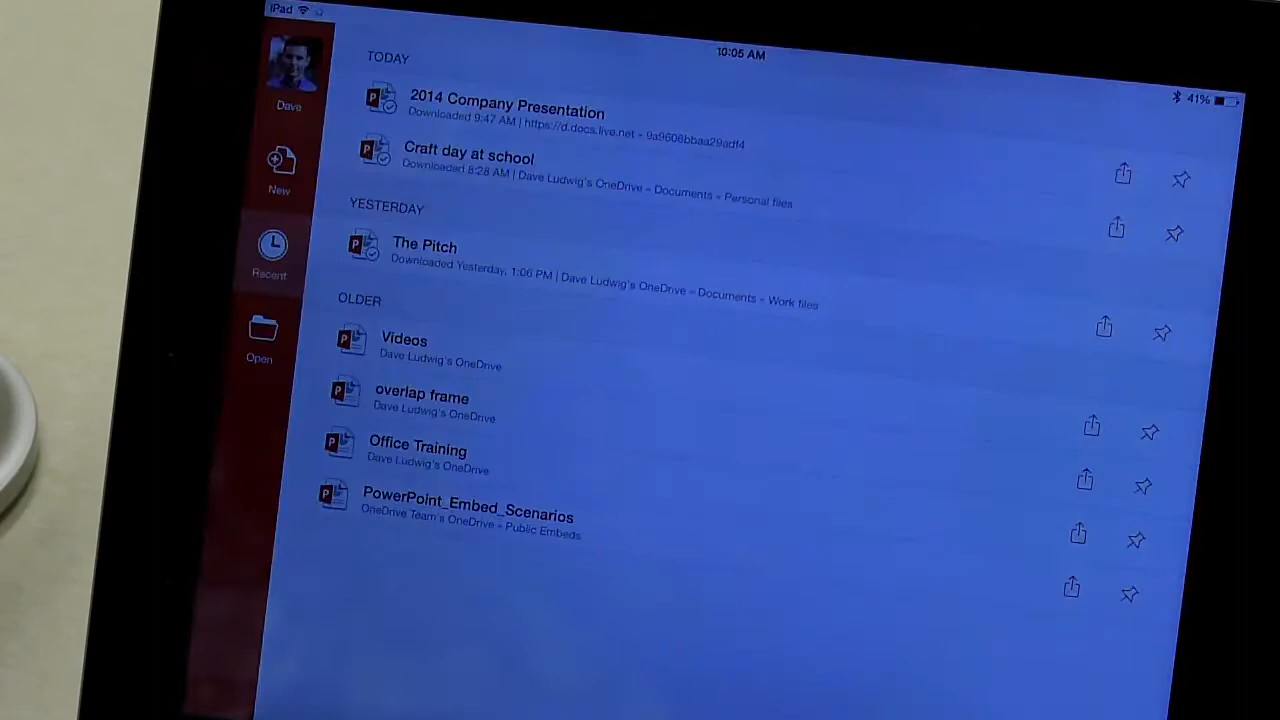 iPad
10:05 AM
41%
Dave
New
Recent
Open
TODAY
2014 Company Presentation
Downloaded 9:47 AM | https://d.docs.live.net » 9a9606bbaa29adf4
Craft day at school
Downloaded 8:28 AM | Dave Ludwig's OneDrive » Documents » Personal files
YESTERDAY
The Pitch
Downloaded Yesterday, 1:06 PM | Dave Ludwig's OneDrive » Documents » Work files
OLDER
Videos
Dave Ludwig's OneDrive
overlap frame
Dave Ludwig's OneDrive
Office Training
Dave Ludwig's OneDrive
PowerPoint_Embed_Scenarios
OneDrive Team's OneDrive » Public Embeds